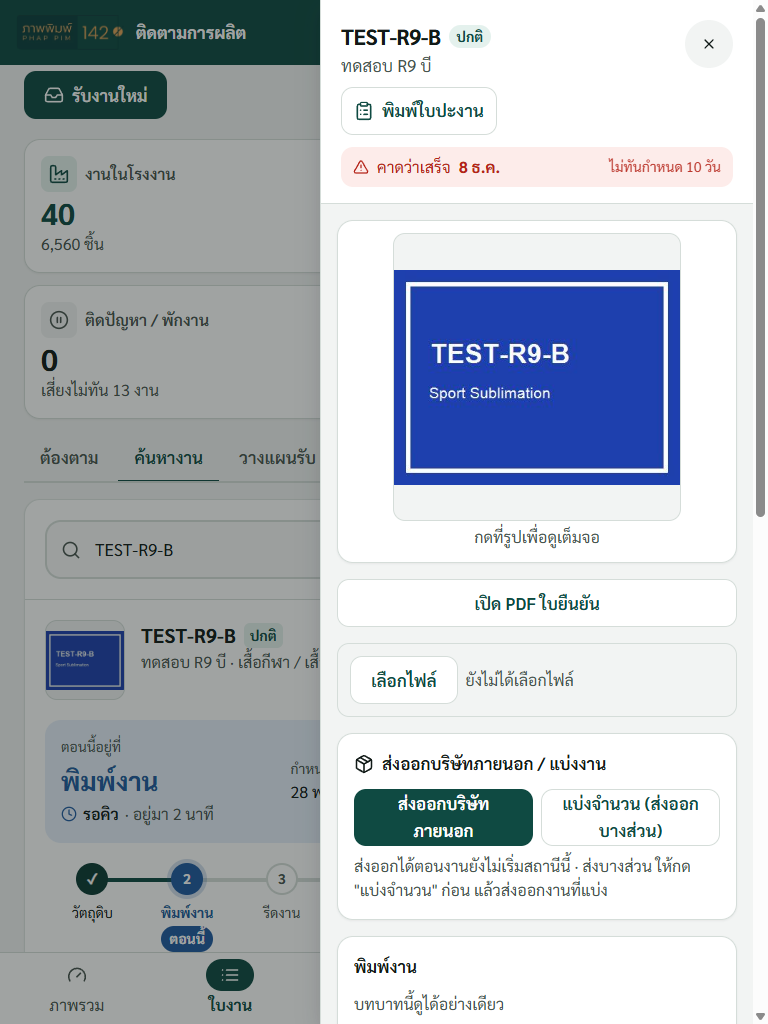 ภาพพิมพ์
PHAP PIM
142
ติดตามการผลิต
รับงานใหม่
งานในโรงงาน
40
6,560 ชิ้น
ติดปัญหา / พักงาน
0
เสี่ยงไม่ทัน 13 งาน
ต้องตาม
ค้นหางาน
วางแผนรับ
TEST-R9-B
TEST-R9-B
Sport Sublimation
TEST-R9-B ปกติ
ทดสอบ R9 บี · เสื้อกีฬา / เสื้
ตอนนี้อยู่ที่
พิมพ์งาน
รอคิว · อยู่มา 2 นาที
กำหน
28 พ
2
3
วัตถุดิบ
พิมพ์งาน
รีดงาน
ตอนนี้
ภาพรวม
ใบงาน
TEST-R9-B ปกติ
ทดสอบ R9 บี
พิมพ์ใบปะงาน
คาดว่าเสร็จ 8 ธ.ค.
ไม่ทันกำหนด 10 วัน
TEST-R9-B
Sport Sublimation
กดที่รูปเพื่อดูเต็มจอ
เปิด PDF ใบยืนยัน
เลือกไฟล์
ยังไม่ได้เลือกไฟล์
ส่งออกบริษัทภายนอก / แบ่งงาน
ส่งออกบริษัท
ภายนอก
แบ่งจำนวน (ส่งออก
บางส่วน)
ส่งออกได้ตอนงานยังไม่เริ่มสถานีนี้ · ส่งบางส่วน ให้กด
"แบ่งจำนวน" ก่อน แล้วส่งออกงานที่แบ่ง
พิมพ์งาน
บทบาทนี้ดูได้อย่างเดียว